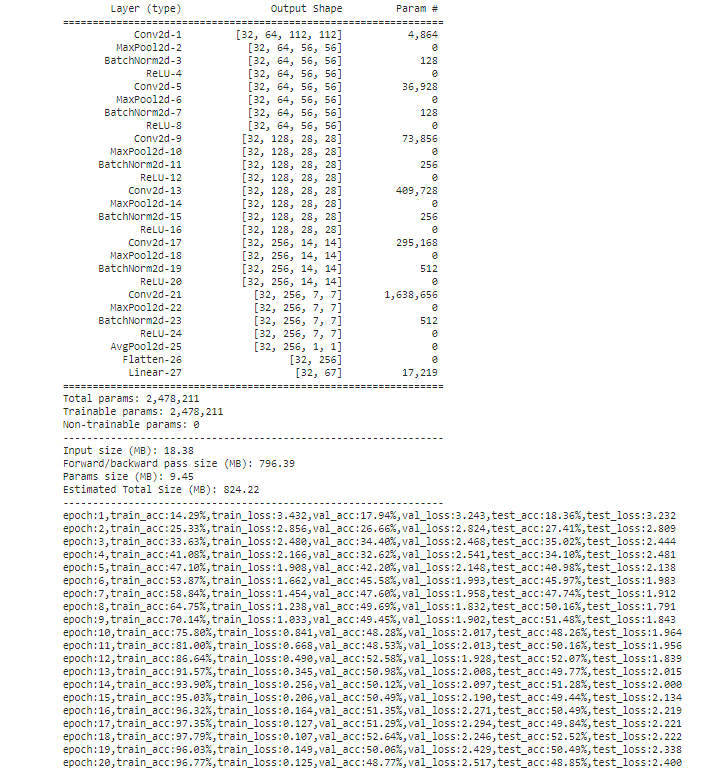 Layer (type) Output Shape Param #
================================================================
Conv2d-1 [32, 64, 112, 112] 4,864
MaxPool2d-2 [32, 64, 56, 56] 0
BatchNorm2d-3 [32, 64, 56, 56] 128
ReLU-4 [32, 64, 56, 56] 0
Conv2d-5 [32, 64, 56, 56] 36,928
MaxPool2d-6 [32, 64, 56, 56] 0
BatchNorm2d-7 [32, 64, 56, 56] 128
ReLU-8 [32, 64, 56, 56] 0
Conv2d-9 [32, 128, 28, 28] 73,856
MaxPool2d-10 [32, 128, 28, 28] 0
BatchNorm2d-11 [32, 128, 28, 28] 256
ReLU-12 [32, 128, 28, 28] 0
Conv2d-13 [32, 128, 28, 28] 409,728
MaxPool2d-14 [32, 128, 28, 28] 0
BatchNorm2d-15 [32, 128, 28, 28] 256
ReLU-16 [32, 128, 28, 28] 0
Conv2d-17 [32, 256, 14, 14] 295,168
MaxPool2d-18 [32, 256, 14, 14] 0
BatchNorm2d-19 [32, 256, 14, 14] 512
ReLU-20 [32, 256, 14, 14] 0
Conv2d-21 [32, 256, 7, 7] 1,638,656
MaxPool2d-22 [32, 256, 7, 7] 0
BatchNorm2d-23 [32, 256, 7, 7] 512
ReLU-24 [32, 256, 7, 7] 0
AvgPool2d-25 [32, 256, 1, 1] 0
Flatten-26 [32, 256] 0
Linear-27 [32, 67] 17,219
================================================================
Total params: 2,478,211
Trainable params: 2,478,211
Non-trainable params: 0
----------------------------------------------------------------
Input size (MB): 18.38
Forward/backward pass size (MB): 796.39
Params size (MB): 9.45
Estimated Total Size (MB): 824.22
----------------------------------------------------------------
epoch:1,train_acc:14.29%,train_loss:3.432,val_acc:17.94%,val_loss:3.243,test_acc:18.36%,test_loss:3.232
epoch:2,train_acc:25.33%,train_loss:2.856,val_acc:26.66%,val_loss:2.824,test_acc:27.41%,test_loss:2.809
epoch:3,train_acc:33.63%,train_loss:2.480,val_acc:34.40%,val_loss:2.468,test_acc:35.02%,test_loss:2.444
epoch:4,train_acc:41.08%,train_loss:2.166,val_acc:32.62%,val_loss:2.541,test_acc:34.10%,test_loss:2.481
epoch:5,train_acc:47.10%,train_loss:1.908,val_acc:42.20%,val_loss:2.148,test_acc:40.98%,test_loss:2.138
epoch:6,train_acc:53.87%,train_loss:1.662,val_acc:45.58%,val_loss:1.993,test_acc:45.97%,test_loss:1.983
epoch:7,train_acc:58.84%,train_loss:1.454,val_acc:47.60%,val_loss:1.958,test_acc:47.74%,test_loss:1.912
epoch:8,train_acc:64.75%,train_loss:1.238,val_acc:49.69%,val_loss:1.832,test_acc:50.16%,test_loss:1.791
epoch:9,train_acc:70.14%,train_loss:1.033,val_acc:49.45%,val_loss:1.902,test_acc:51.48%,test_loss:1.843
epoch:10,train_acc:75.80%,train_loss:0.841,val_acc:48.28%,val_loss:2.017,test_acc:48.26%,test_loss:1.964
epoch:11,train_acc:81.00%,train_loss:0.668,val_acc:48.53%,val_loss:2.013,test_acc:50.16%,test_loss:1.956
epoch:12,train_acc:86.64%,train_loss:0.490,val_acc:52.58%,val_loss:1.928,test_acc:52.07%,test_loss:1.839
epoch:13,train_acc:91.57%,train_loss:0.345,val_acc:50.98%,val_loss:2.008,test_acc:49.77%,test_loss:2.015
epoch:14,train_acc:93.90%,train_loss:0.256,val_acc:50.12%,val_loss:2.097,test_acc:51.28%,test_loss:2.000
epoch:15,train_acc:95.03%,train_loss:0.206,val_acc:50.49%,val_loss:2.190,test_acc:49.44%,test_loss:2.134
epoch:16,train_acc:96.32%,train_loss:0.164,val_acc:51.35%,val_loss:2.271,test_acc:50.49%,test_loss:2.219
epoch:17,train_acc:97.35%,train_loss:0.127,val_acc:51.29%,val_loss:2.294,test_acc:49.84%,test_loss:2.221
epoch:18,train_acc:97.79%,train_loss:0.107,val_acc:52.64%,val_loss:2.246,test_acc:52.52%,test_loss:2.222
epoch:19,train_acc:96.03%,train_loss:0.149,val_acc:50.06%,val_loss:2.429,test_acc:50.49%,test_loss:2.338
epoch:20,train_acc:96.77%,train_loss:0.125,val_acc:48.77%,val_loss:2.517,test_acc:48.85%,test_loss:2.400